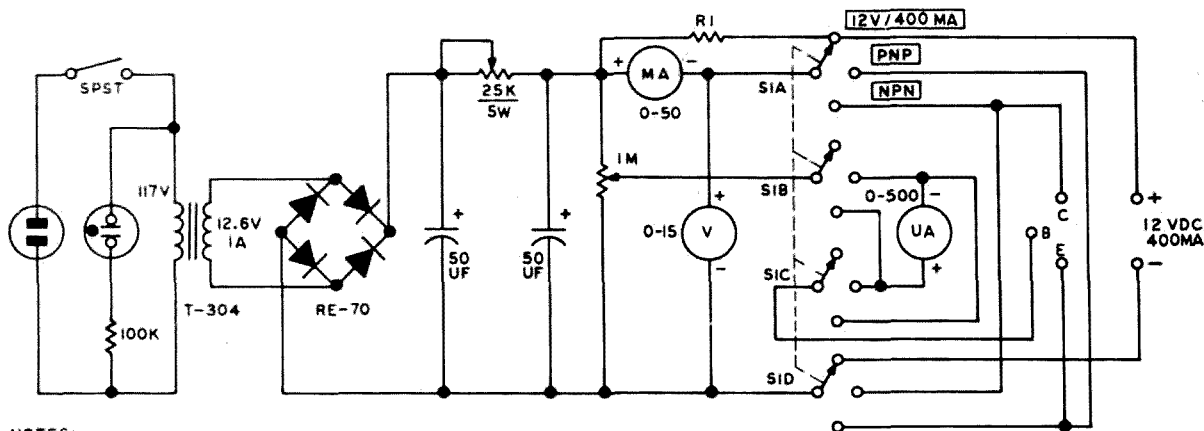 SPST
117V
100K
12.6V
1A
T-304
RE-70
+
50
UF
25K
5W
+
50
UF
1M
R1
+ MA -
0-50
+
0-15 V
-
12V/400 MA
PNP
NPN
S1A
S1B
S1C
S1D
0-500 -
UA
+
B
C
E
+
12 VDC
400MA
-